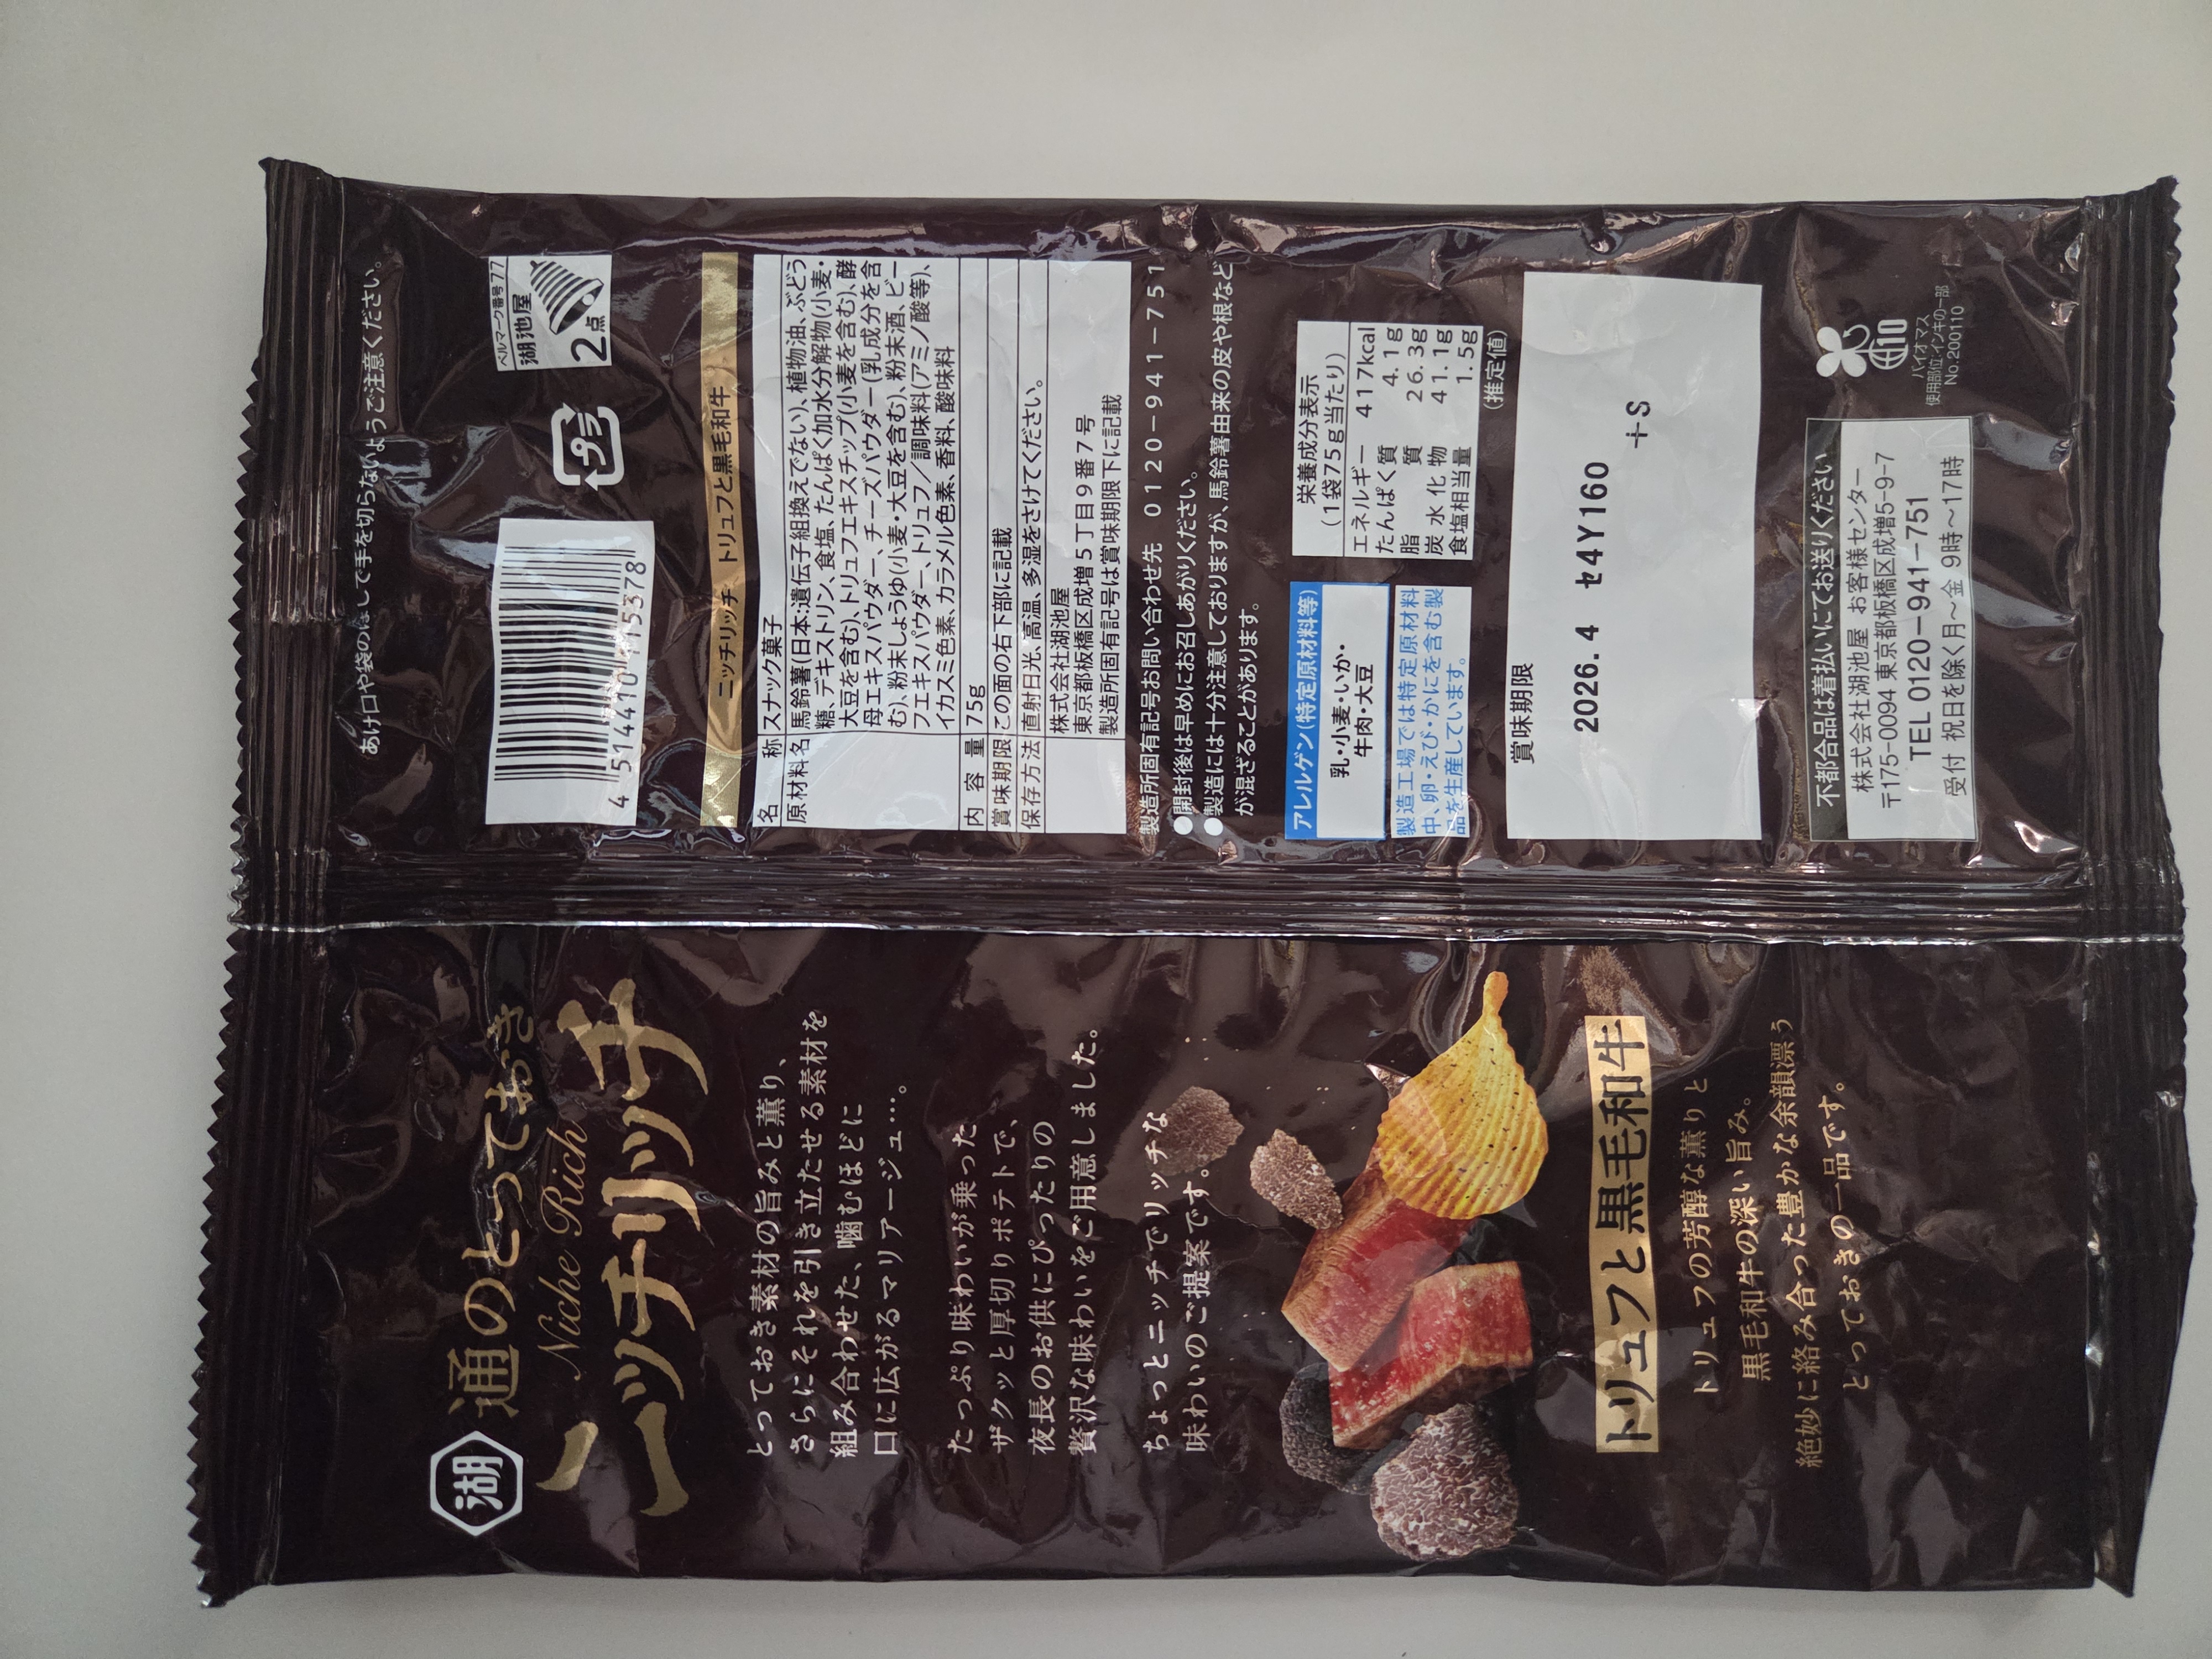 湖
通のとっておき
Niche Rich
ニッチリッチ
とっておき素材の旨みと薫り、
さらにそれを引き立たせる素材を
組み合わせた、噛むほどに
口に広がるマリアージュ…。
たっぷり味わいが乗った
ザクッと厚切りポテトで、
夜長のお供にぴったりの
贅沢な味わいをご用意しました。
ちょっとニッチでリッチな
味わいのご提案です。
トリュフと黒毛和牛
トリュフの芳醇な薫りと
黒毛和牛の深い旨み。
絶妙に絡み合った豊かな余韻漂う
とっておきの一品です。
あけ口や袋のはしで手を切らないようご注意ください。
4 514410 153378
プラ
ベルマーク番号77
湖池屋
2点
ニッチリッチ トリュフと黒毛和牛
名称 スナック菓子
原材料名 馬鈴薯(日本:遺伝子組換えでない)、植物油、ぶどう
糖、デキストリン、食塩、たんぱく加水分解物(小麦・
大豆を含む)、トリュフエキスチップ(小麦を含む)、酵
母エキスパウダー、チーズパウダー(乳成分を含
む)、粉末しょうゆ(小麦・大豆を含む)、粉末酒、ビー
フエキスパウダー、トリュフ／調味料(アミノ酸等)、
イカスミ色素、カラメル色素、香料、酸味料
内容量 75g
賞味期限 この面の右下部に記載
保存方法 直射日光、高温、多湿をさけてください。
株式会社湖池屋
東京都板橋区成増5丁目9番7号
製造所固有記号は賞味期限下に記載
製造所固有記号お問い合わせ先 0120-941-751
●開封後は早めにお召しあがりください。
●製造には十分注意しておりますが、馬鈴薯由来の皮や根など
が混ざることがあります。
アレルゲン(特定原材料等)
乳・小麦・いか・
牛肉・大豆
製造工場では特定原材料
中、卵・えび・かにを含む製
品を生産しています。
栄養成分表示
(1袋75g当たり)
エネルギー 417kcal
たんぱく質 4.1g
脂質 26.3g
炭水化物 41.1g
食塩相当量 1.5g
(推定値)
賞味期限
2026.4 セ4Y160
+S
不都合品は着払いにてお送りください
株式会社湖池屋 お客様センター
〒175-0094 東京都板橋区成増5-9-7
TEL 0120-941-751
受付 祝日を除く月～金 9時～17時
バイオマス
使用部位:インキの一部
No.200110